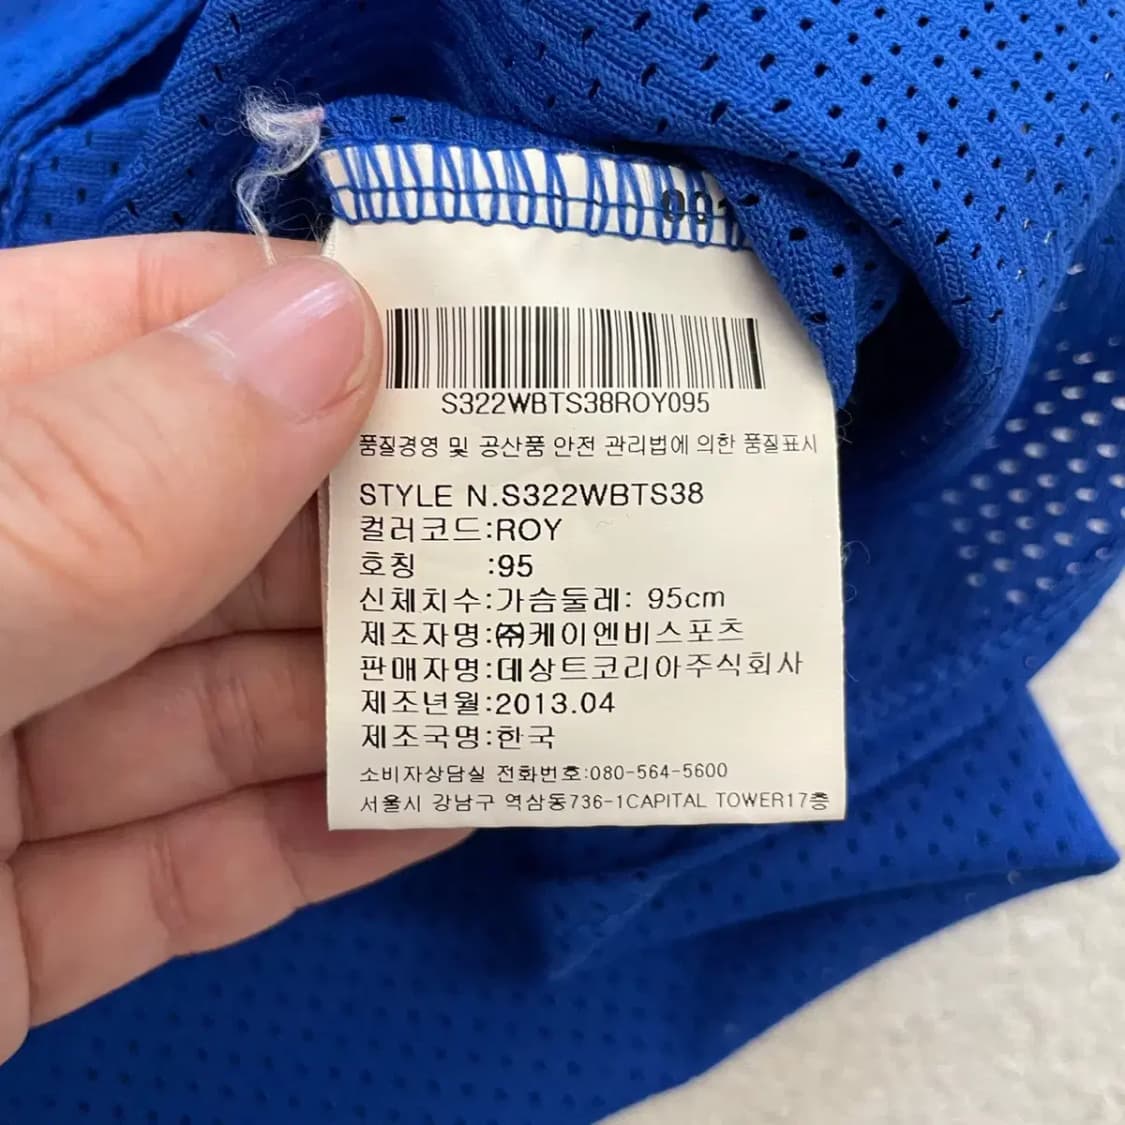 S322WBTS38ROY095
품질경영 및 공산품 안전 관리법에 의한 품질표시
STYLE N.S322WBTS38
컬러코드:ROY
호칭 :95
신체치수:가슴둘레: 95cm
제조자명:㈜케이엔비스포츠
판매자명:데상트코리아주식회사
제조년월:2013.04
제조국명:한국
소비자상담실 전화번호:080-564-5600
서울시 강남구 역삼동736-1CAPITAL TOWER17층